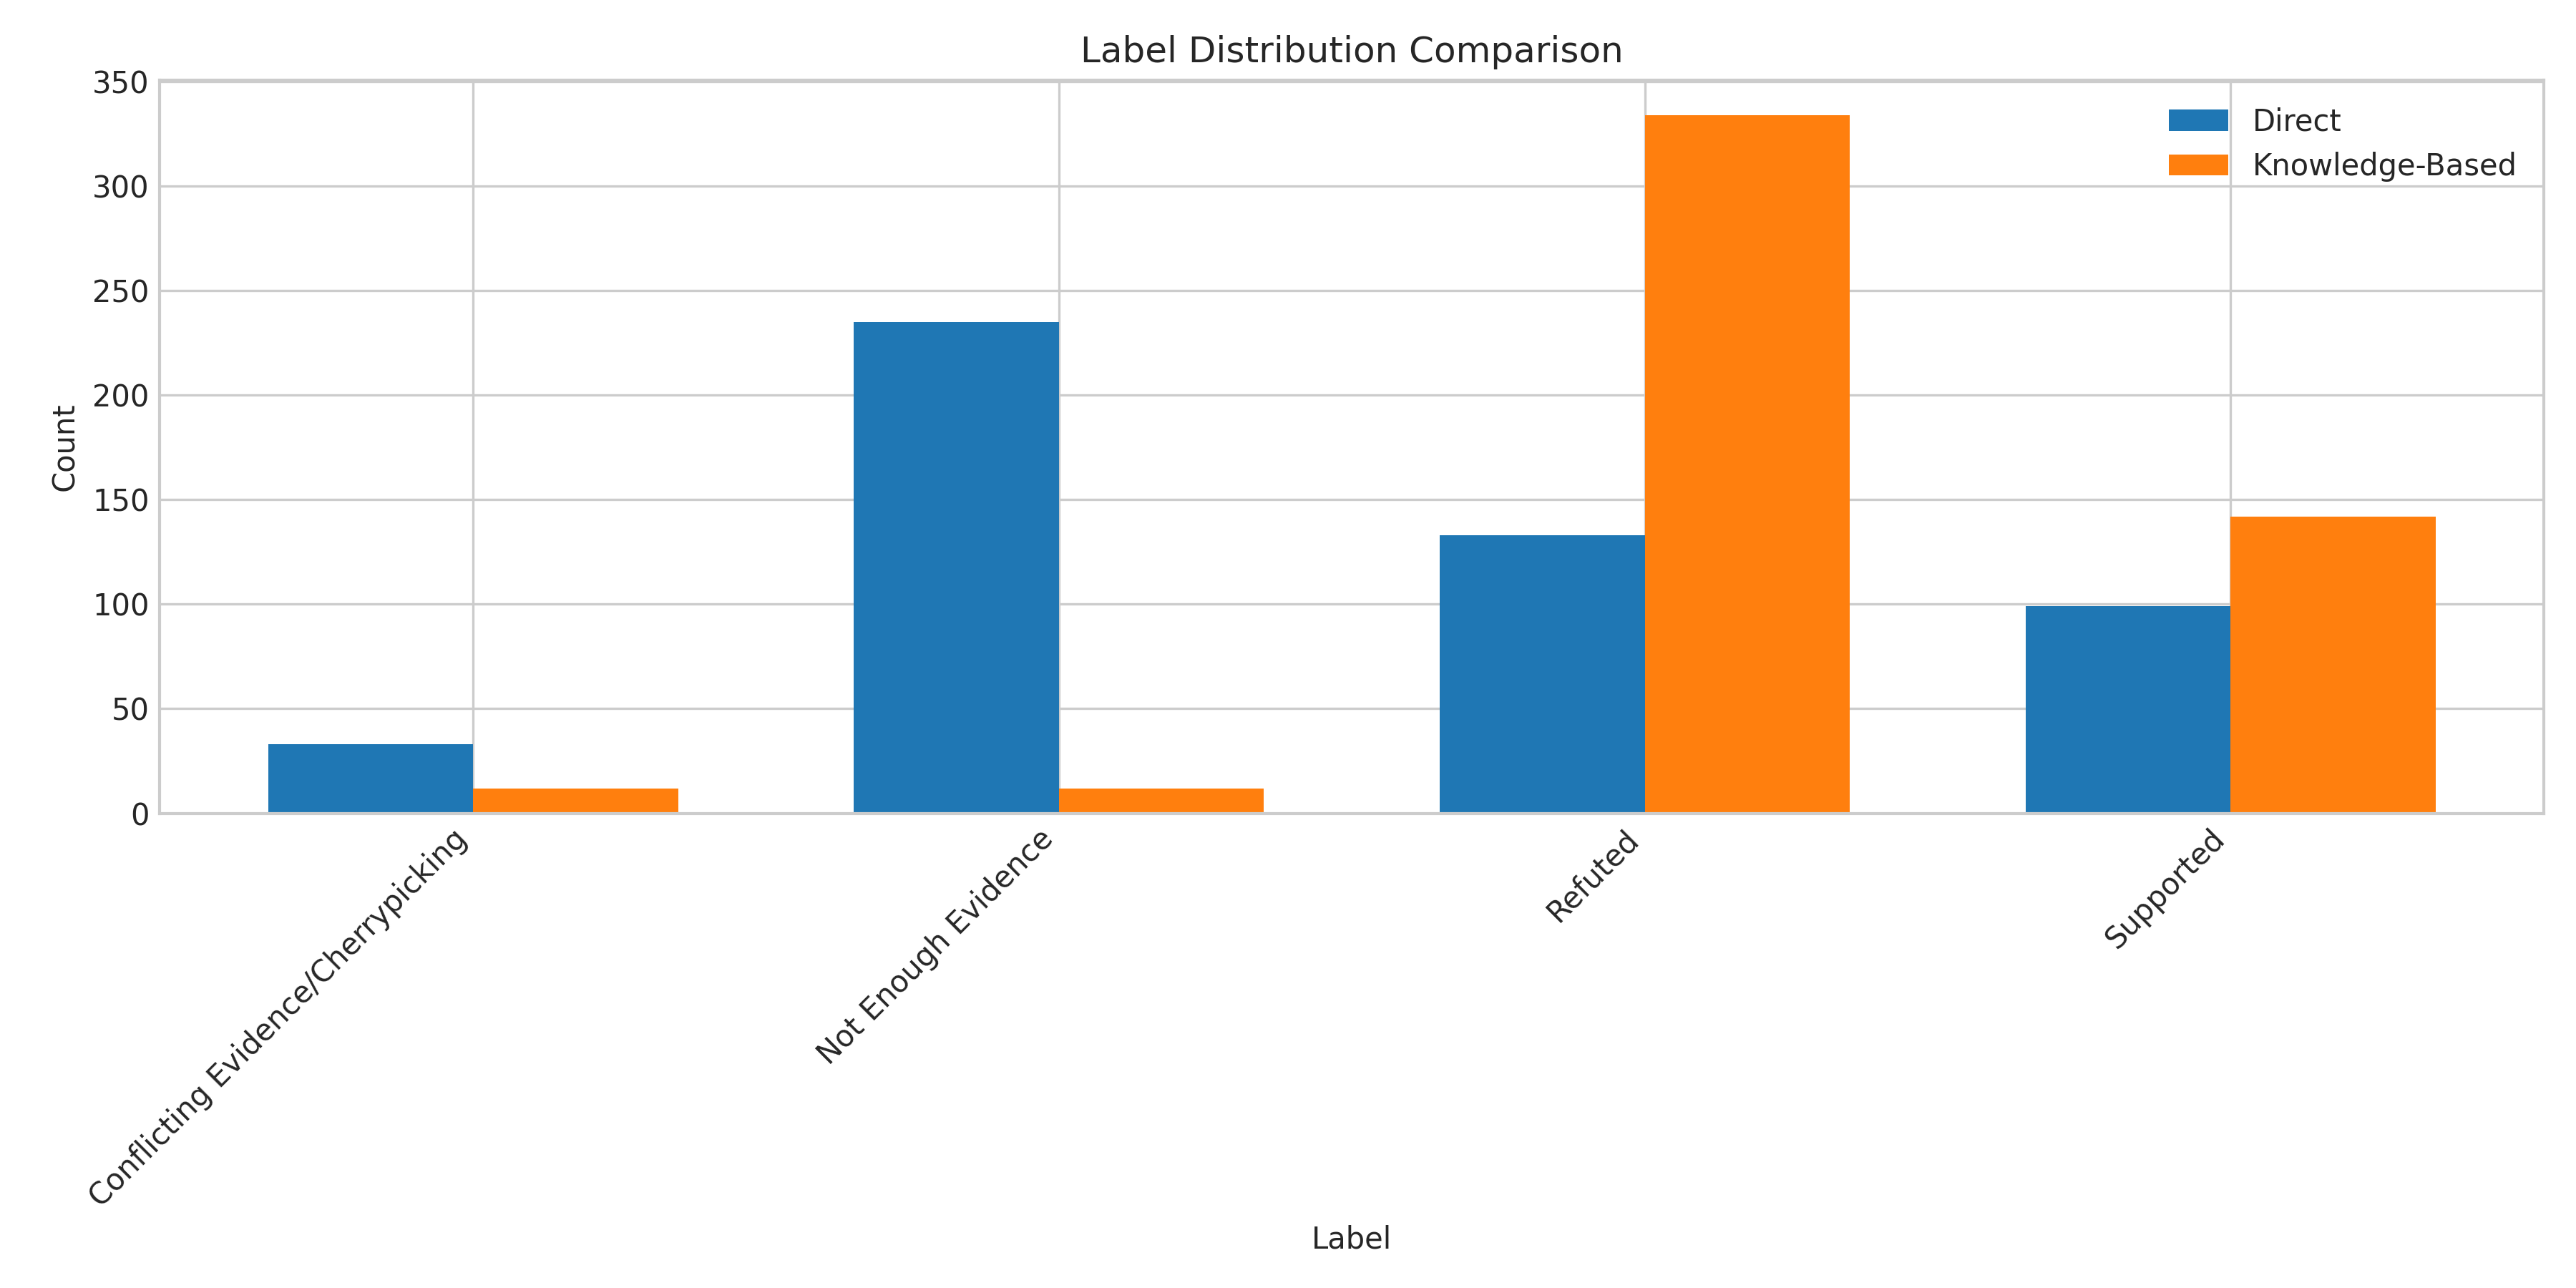 Label Distribution Comparison
Direct
Knowledge-Based
Count
350
300
250
200
150
100
50
0
Conflicting Evidence/Cherrypicking
Not Enough Evidence
Refuted
Supported
Label